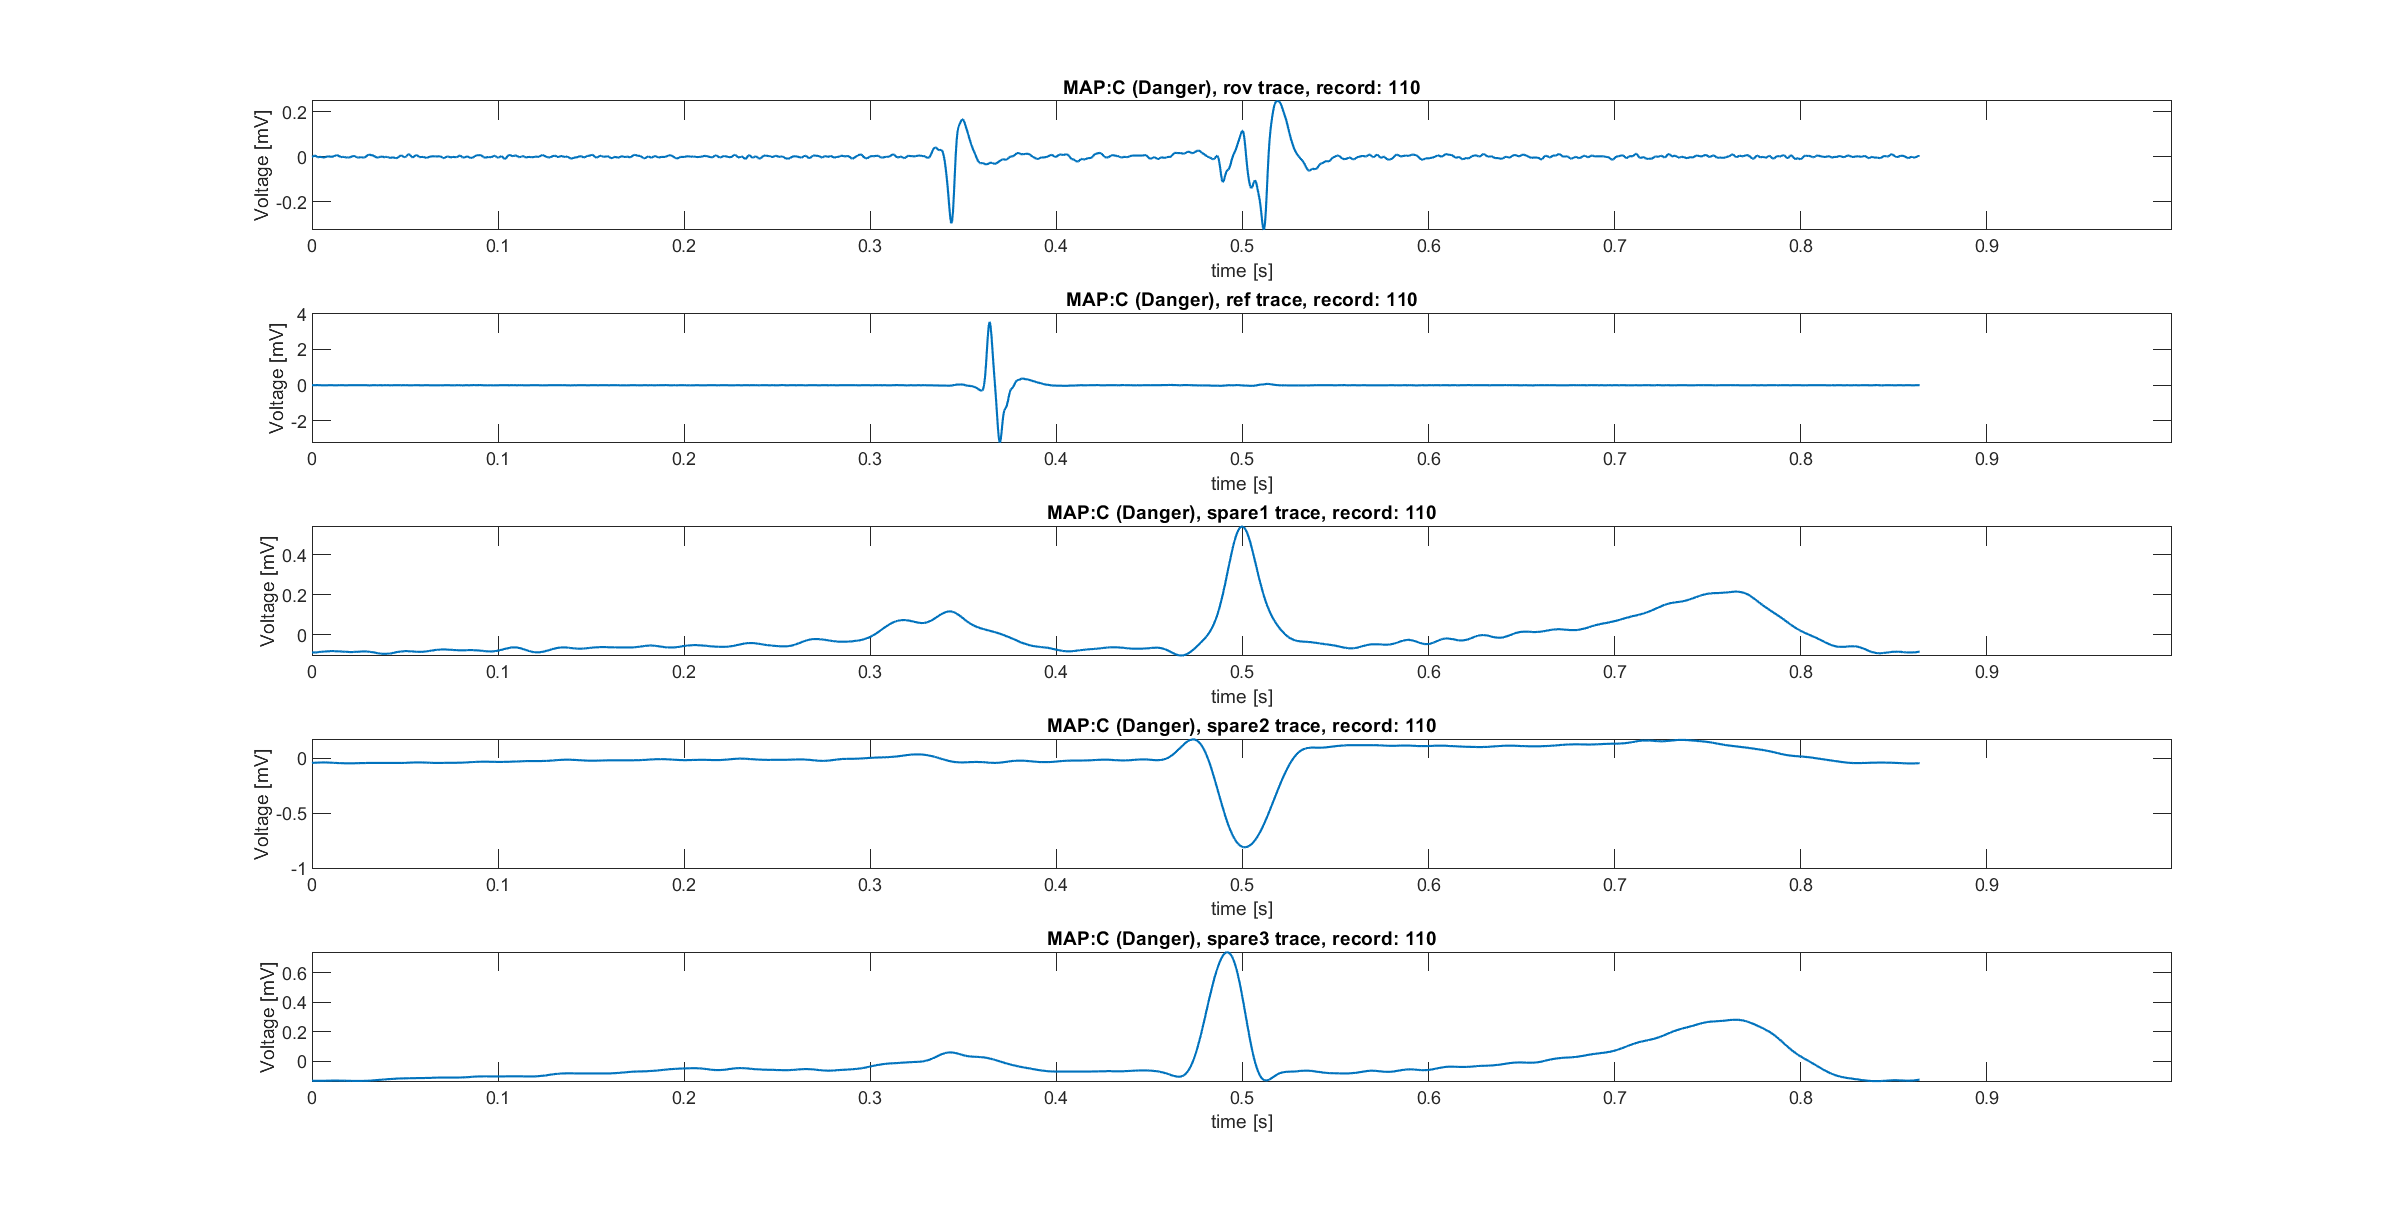 MAP:C (Danger), rov trace, record: 110
Voltage [mV]
0.2
0
-0.2
0 0.1 0.2 0.3 0.4 0.5 0.6 0.7 0.8 0.9
time [s]
MAP:C (Danger), ref trace, record: 110
Voltage [mV]
4
2
0
-2
0 0.1 0.2 0.3 0.4 0.5 0.6 0.7 0.8 0.9
time [s]
MAP:C (Danger), spare1 trace, record: 110
Voltage [mV]
0.4
0.2
0
0 0.1 0.2 0.3 0.4 0.5 0.6 0.7 0.8 0.9
time [s]
MAP:C (Danger), spare2 trace, record: 110
Voltage [mV]
0
-0.5
-1
0 0.1 0.2 0.3 0.4 0.5 0.6 0.7 0.8 0.9
time [s]
MAP:C (Danger), spare3 trace, record: 110
Voltage [mV]
0.6
0.4
0.2
0
0 0.1 0.2 0.3 0.4 0.5 0.6 0.7 0.8 0.9
time [s]